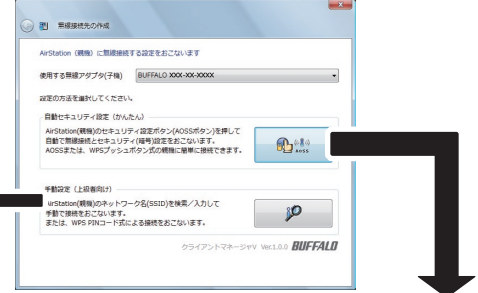 無線接続先の作成
AirStation（親機）に無線接続する設定をおこないます
使用する無線アダプタ(子機)
BUFFALO XXX-XX-XXXX
設定の方法を選択してください。
自動セキュリティ設定（かんたん）
AirStation(親機)のセキュリティ設定ボタン(AOSSボタン)を押して
自動で無線接続とセキュリティ(暗号)設定をおこないます。
AOSSまたは、WPSプッシュボタン式の親機に簡単に接続できます。
AOSS
手動設定（上級者向け）
AirStation(親機)のネットワーク名(SSID)を検索／入力して
手動で接続をおこないます。
または、WPS PINコード式による接続をおこないます。
クライアントマネージャV Ver.1.0.0 BUFFALO